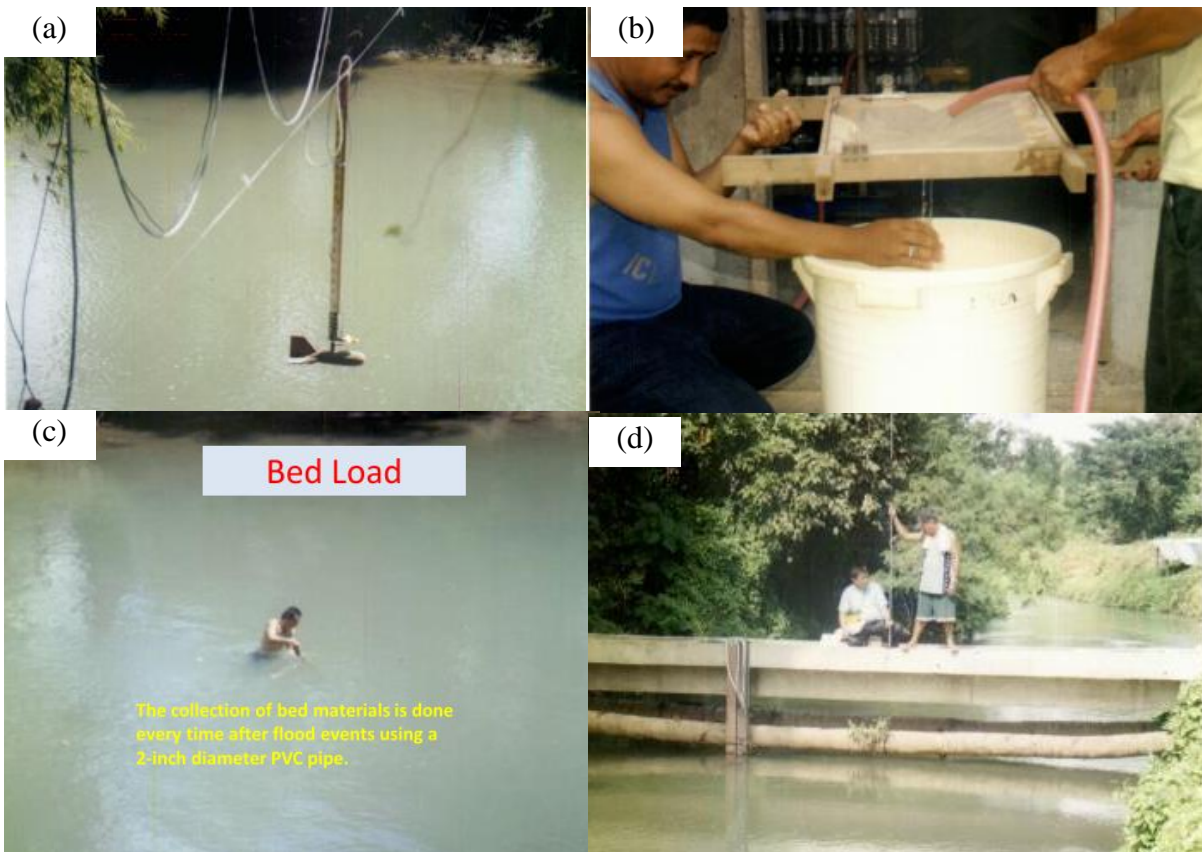 (a)
(b)
(c)
Bed Load
(d)
The collection of bed materials is done
every time after flood events using a
2-inch diameter PVC pipe.